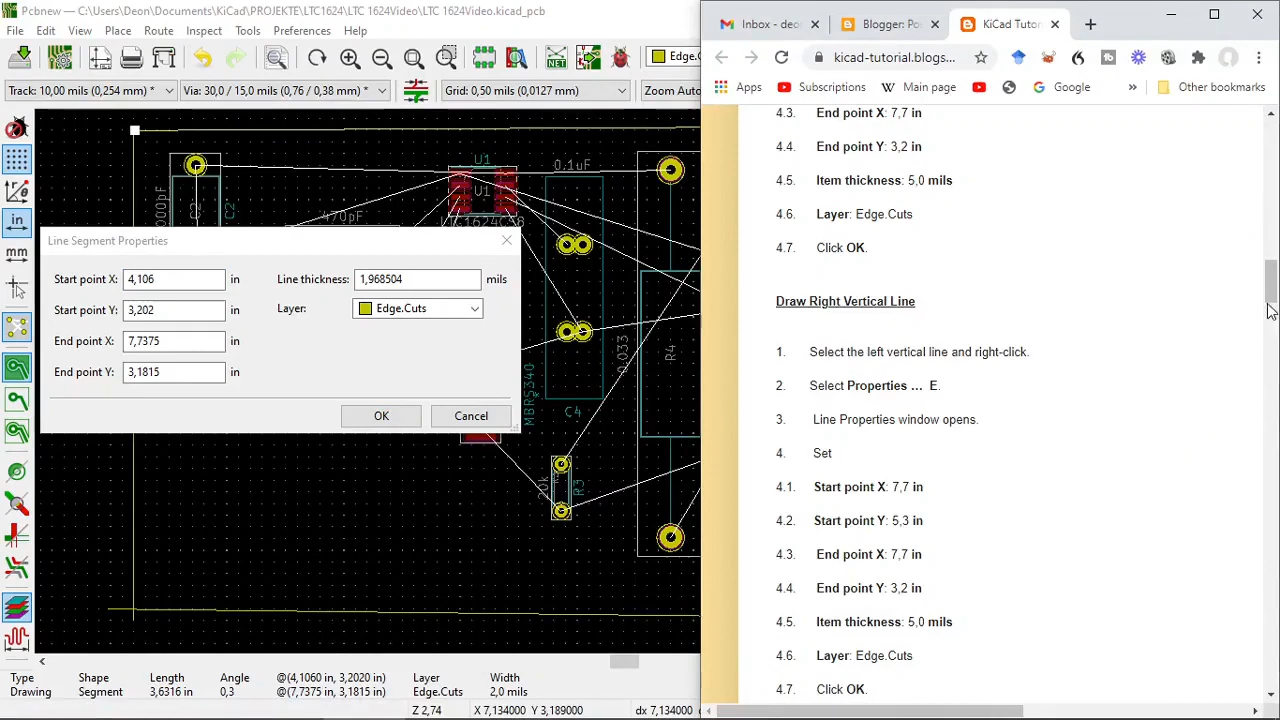 Pcbnew — C:\Users\Deon\Documents\KiCad\PROJEKTE\LTC1624\LTC 1624Video\LTC 1624Video.kicad_pcb
File Edit View Place Route Inspect Tools Preferences Help
Edge.Cuts
Track: 10,00 mils (0,254 mm) *
Via: 30,0 / 15,0 mils (0,76 / 0,38 mm) *
Grid: 0,50 mils (0,0127 mm)
Zoom Auto
NET
in
mm
U1
U1
LTC1624CS8
0.1uF
000pF
C2
C2
470pF
0.033
R4
MBRS340
C4
20k
R3
Line Segment Properties
Start point X: 4,106 in
Line thickness: 1,968504 mils
Start point Y: 3,202 in
Layer: Edge.Cuts
End point X: 7,7375 in
End point Y: 3,1815 in
OK
Cancel
Type Shape Length Angle @(4,1060 in, 3,2020 in) Layer Width
Drawing Segment 3,6316 in 0,3 @(7,7375 in, 3,1815 in) Edge.Cuts 2,0 mils
Z 2,74 X 7,134000 Y 3,189000 dx 7,134000
Inbox - deon
Blogger: Po
KiCad Tutor
kicad-tutorial.blogs...
Apps Subscriptions Main page Google » Other bookmarks
4.3. End point X: 7,7 in
4.4. End point Y: 3,2 in
4.5. Item thickness: 5,0 mils
4.6. Layer: Edge.Cuts
4.7. Click OK.
Draw Right Vertical Line
1. Select the left vertical line and right-click.
2. Select Properties … E.
3. Line Properties window opens.
4. Set
4.1. Start point X: 7,7 in
4.2. Start point Y: 5,3 in
4.3. End point X: 7,7 in
4.4. End point Y: 3,2 in
4.5. Item thickness: 5,0 mils
4.6. Layer: Edge.Cuts
4.7. Click OK.